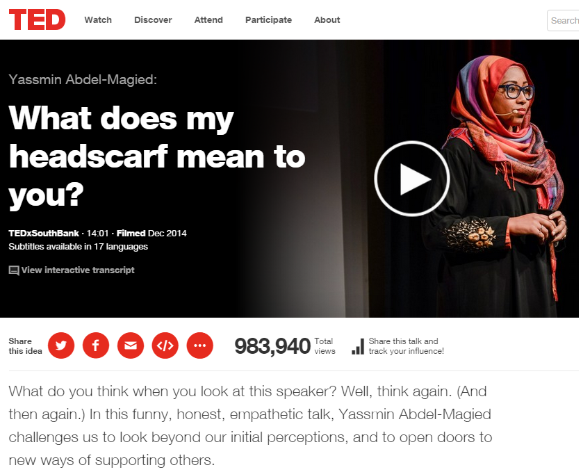 TED
Watch Discover Attend Participate About
Search
Yassmin Abdel-Magied:
What does my
headscarf mean to
you?
TEDxSouthBank · 14:01 · Filmed Dec 2014
Subtitles available in 17 languages
View interactive transcript
Share
this idea
983,940 Total
views
Share this talk and
track your influence!
What do you think when you look at this speaker? Well, think again. (And
then again.) In this funny, honest, empathetic talk, Yassmin Abdel-Magied
challenges us to look beyond our initial perceptions, and to open doors to
new ways of supporting others.